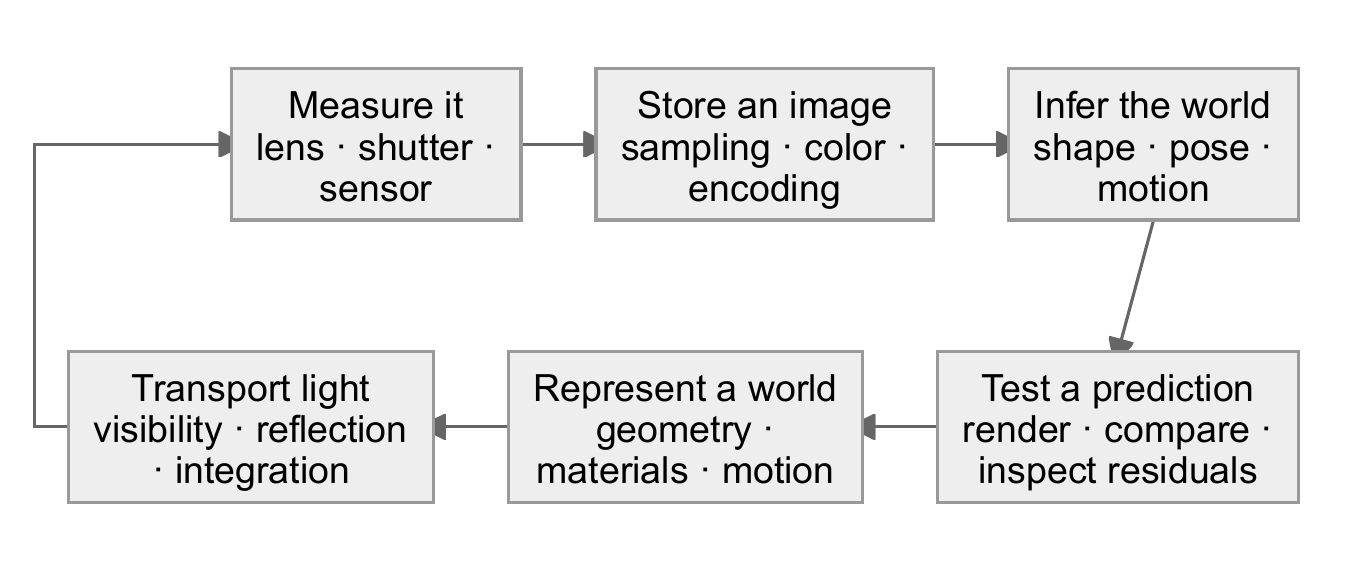 Measure it
lens · shutter ·
sensor
Store an image
sampling · color ·
encoding
Infer the world
shape · pose ·
motion
Transport light
visibility · reflection
· integration
Represent a world
geometry ·
materials · motion
Test a prediction
render · compare ·
inspect residuals